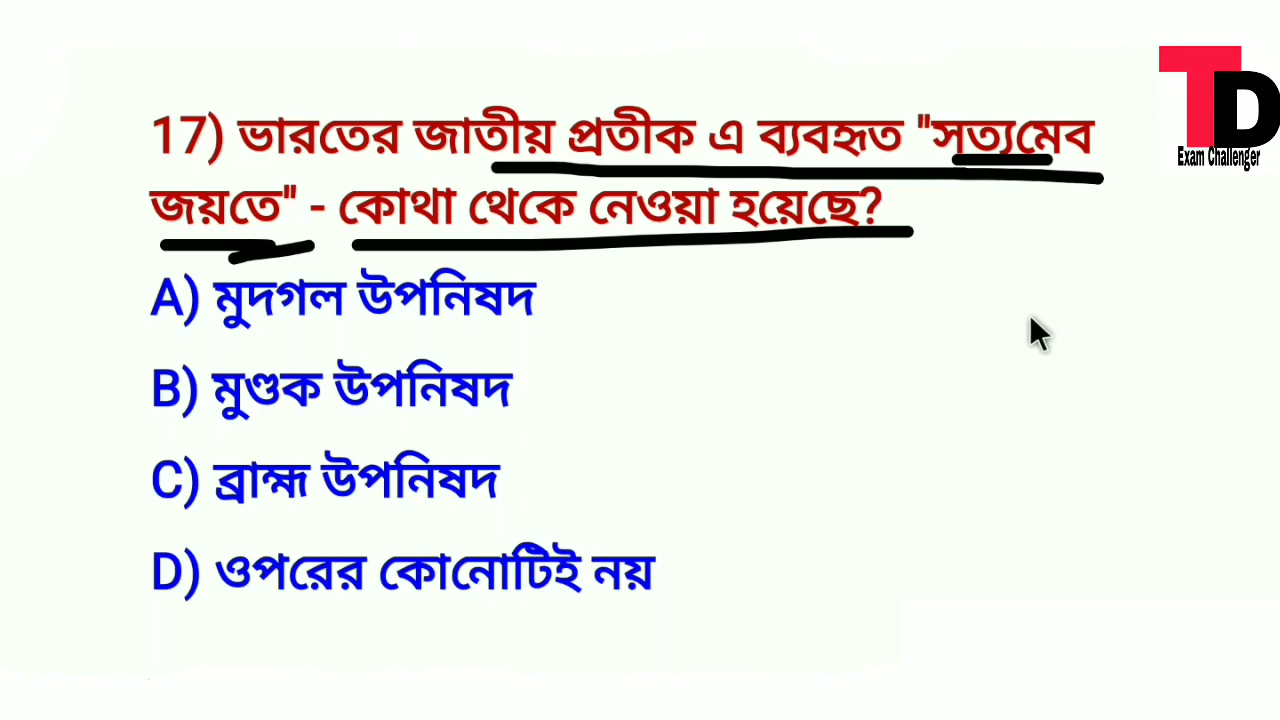 17) ভারতের জাতীয় প্রতীক এ ব্যবহৃত "সত্যমেব
জয়তে" - কোথা থেকে নেওয়া হয়েছে?
A) মুদগল উপনিষদ
B) মুণ্ডক উপনিষদ
C) ব্রাহ্ম উপনিষদ
D) ওপরের কোনোটিই নয়
TD
Exam Challenger